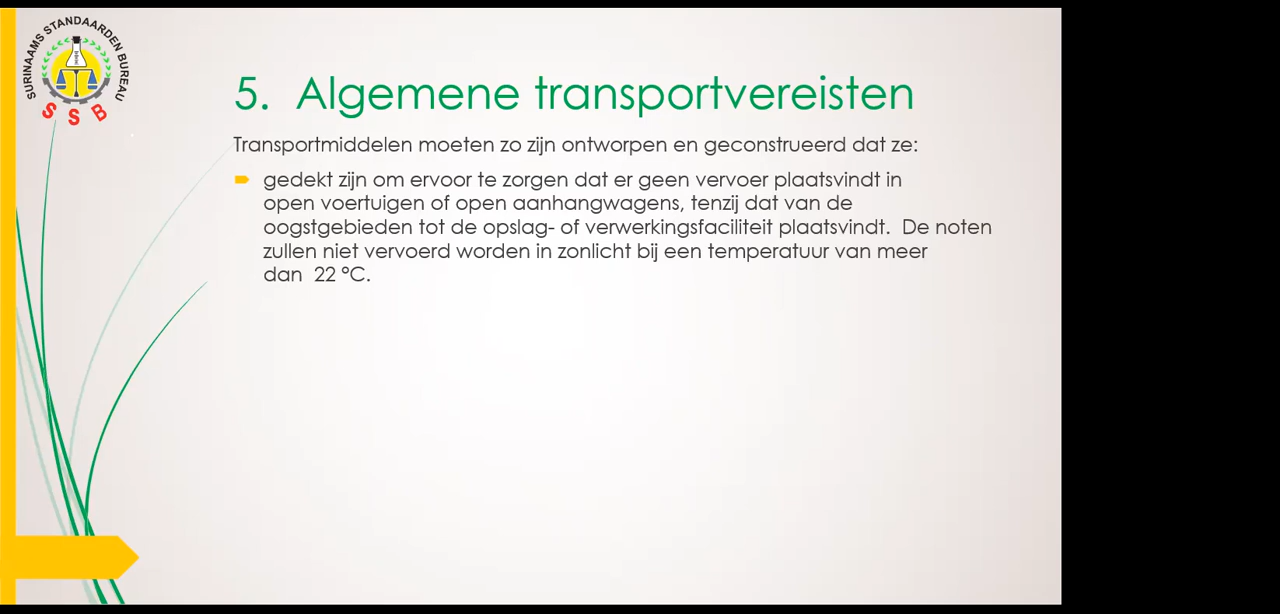 SURINAAMS STANDAARDEN BUREAU
S S B
5. Algemene transportvereisten
Transportmiddelen moeten zo zijn ontworpen en geconstrueerd dat ze:
gedekt zijn om ervoor te zorgen dat er geen vervoer plaatsvindt in
open voertuigen of open aanhangwagens, tenzij dat van de
oogstgebieden tot de opslag- of verwerkingsfaciliteit plaatsvindt. De noten
zullen niet vervoerd worden in zonlicht bij een temperatuur van meer
dan 22 °C.